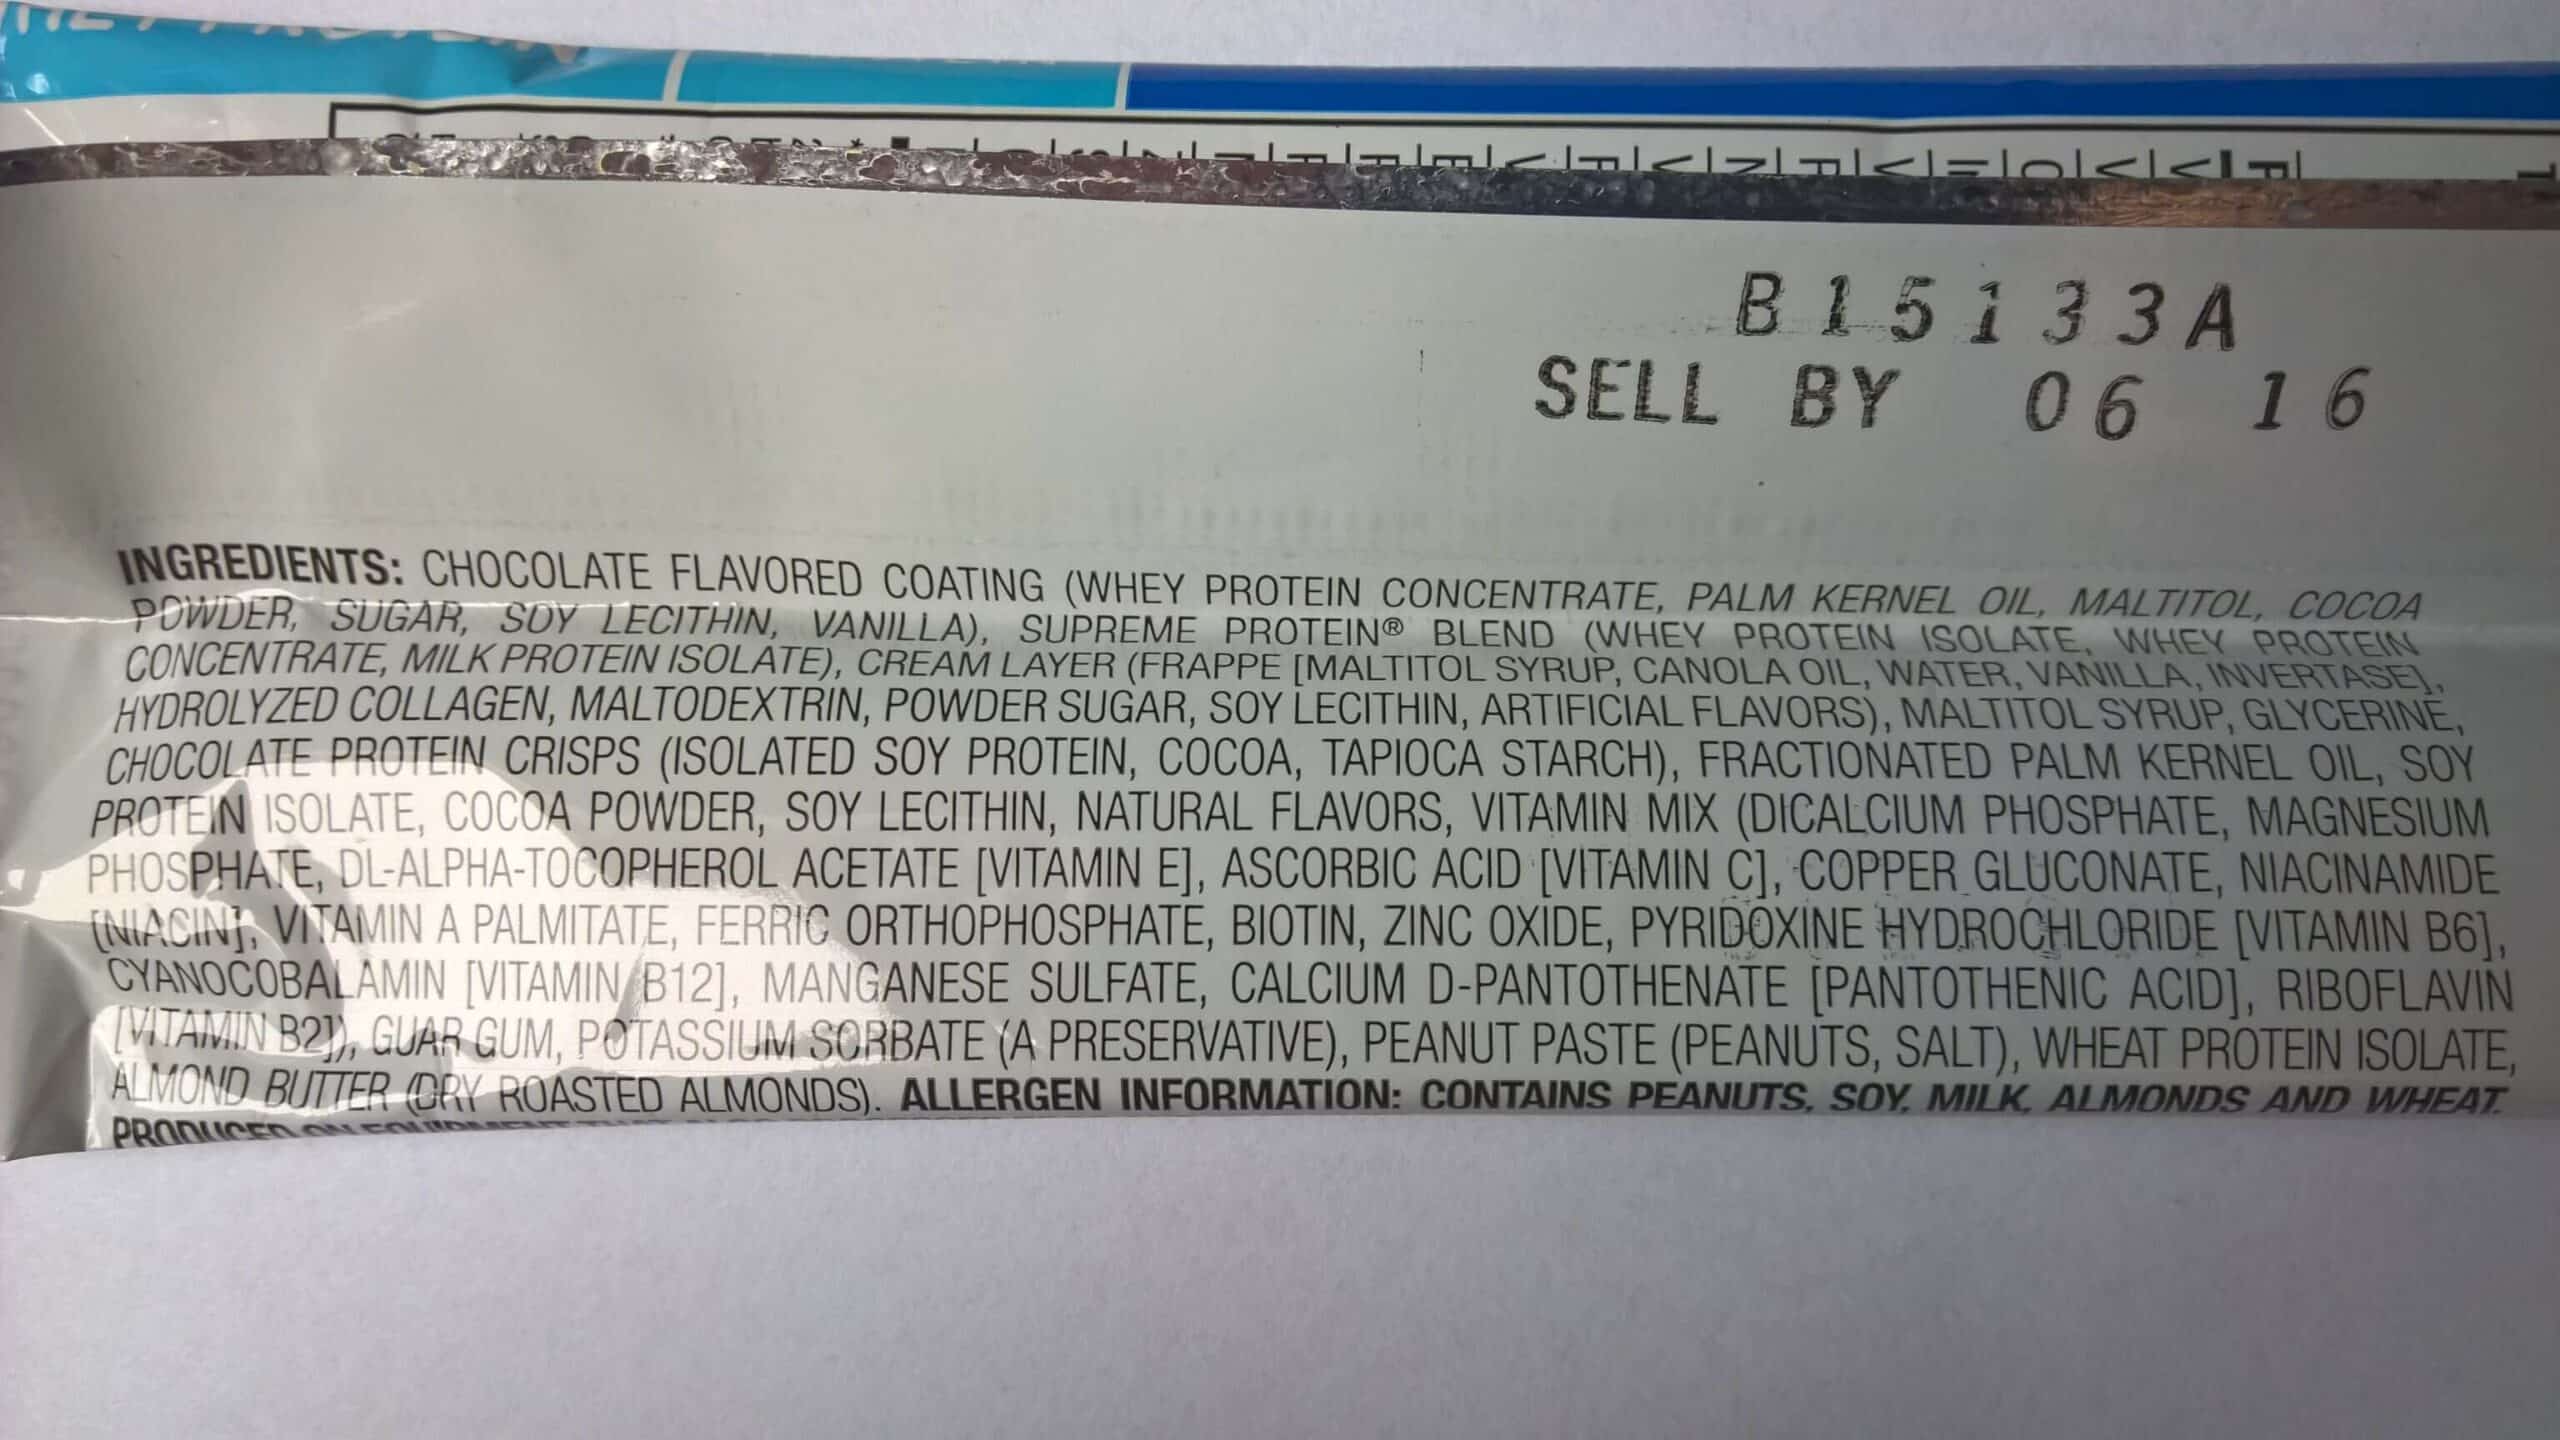 PROTEIN
B15133A
SELL BY 06 16
INGREDIENTS: CHOCOLATE FLAVORED COATING (WHEY PROTEIN CONCENTRATE, PALM KERNEL OIL, MALTITOL, COCOA
POWDER, SUGAR, SOY LECITHIN, VANILLA), SUPREME PROTEIN® BLEND (WHEY PROTEIN ISOLATE, WHEY PROTEIN
CONCENTRATE, MILK PROTEIN ISOLATE), CREAM LAYER (FRAPPE [MALTITOL SYRUP, CANOLA OIL, WATER, VANILLA, INVERTASE],
HYDROLYZED COLLAGEN, MALTODEXTRIN, POWDER SUGAR, SOY LECITHIN, ARTIFICIAL FLAVORS), MALTITOL SYRUP, GLYCERINE,
CHOCOLATE PROTEIN CRISPS (ISOLATED SOY PROTEIN, COCOA, TAPIOCA STARCH), FRACTIONATED PALM KERNEL OIL, SOY
PROTEIN ISOLATE, COCOA POWDER, SOY LECITHIN, NATURAL FLAVORS, VITAMIN MIX (DICALCIUM PHOSPHATE, MAGNESIUM
PHOSPHATE, DL-ALPHA-TOCOPHEROL ACETATE [VITAMIN E], ASCORBIC ACID [VITAMIN C], COPPER GLUCONATE, NIACINAMIDE
[NIACIN], VITAMIN A PALMITATE, FERRIC ORTHOPHOSPHATE, BIOTIN, ZINC OXIDE, PYRIDOXINE HYDROCHLORIDE [VITAMIN B6],
CYANOCOBALAMIN [VITAMIN B12], MANGANESE SULFATE, CALCIUM D-PANTOTHENATE [PANTOTHENIC ACID], RIBOFLAVIN
[VITAMIN B2]), GUAR GUM, POTASSIUM SORBATE (A PRESERVATIVE), PEANUT PASTE (PEANUTS, SALT), WHEAT PROTEIN ISOLATE,
ALMOND BUTTER (DRY ROASTED ALMONDS). ALLERGEN INFORMATION: CONTAINS PEANUTS, SOY, MILK, ALMONDS AND WHEAT.
PRODUCED ON EQUIPMENT